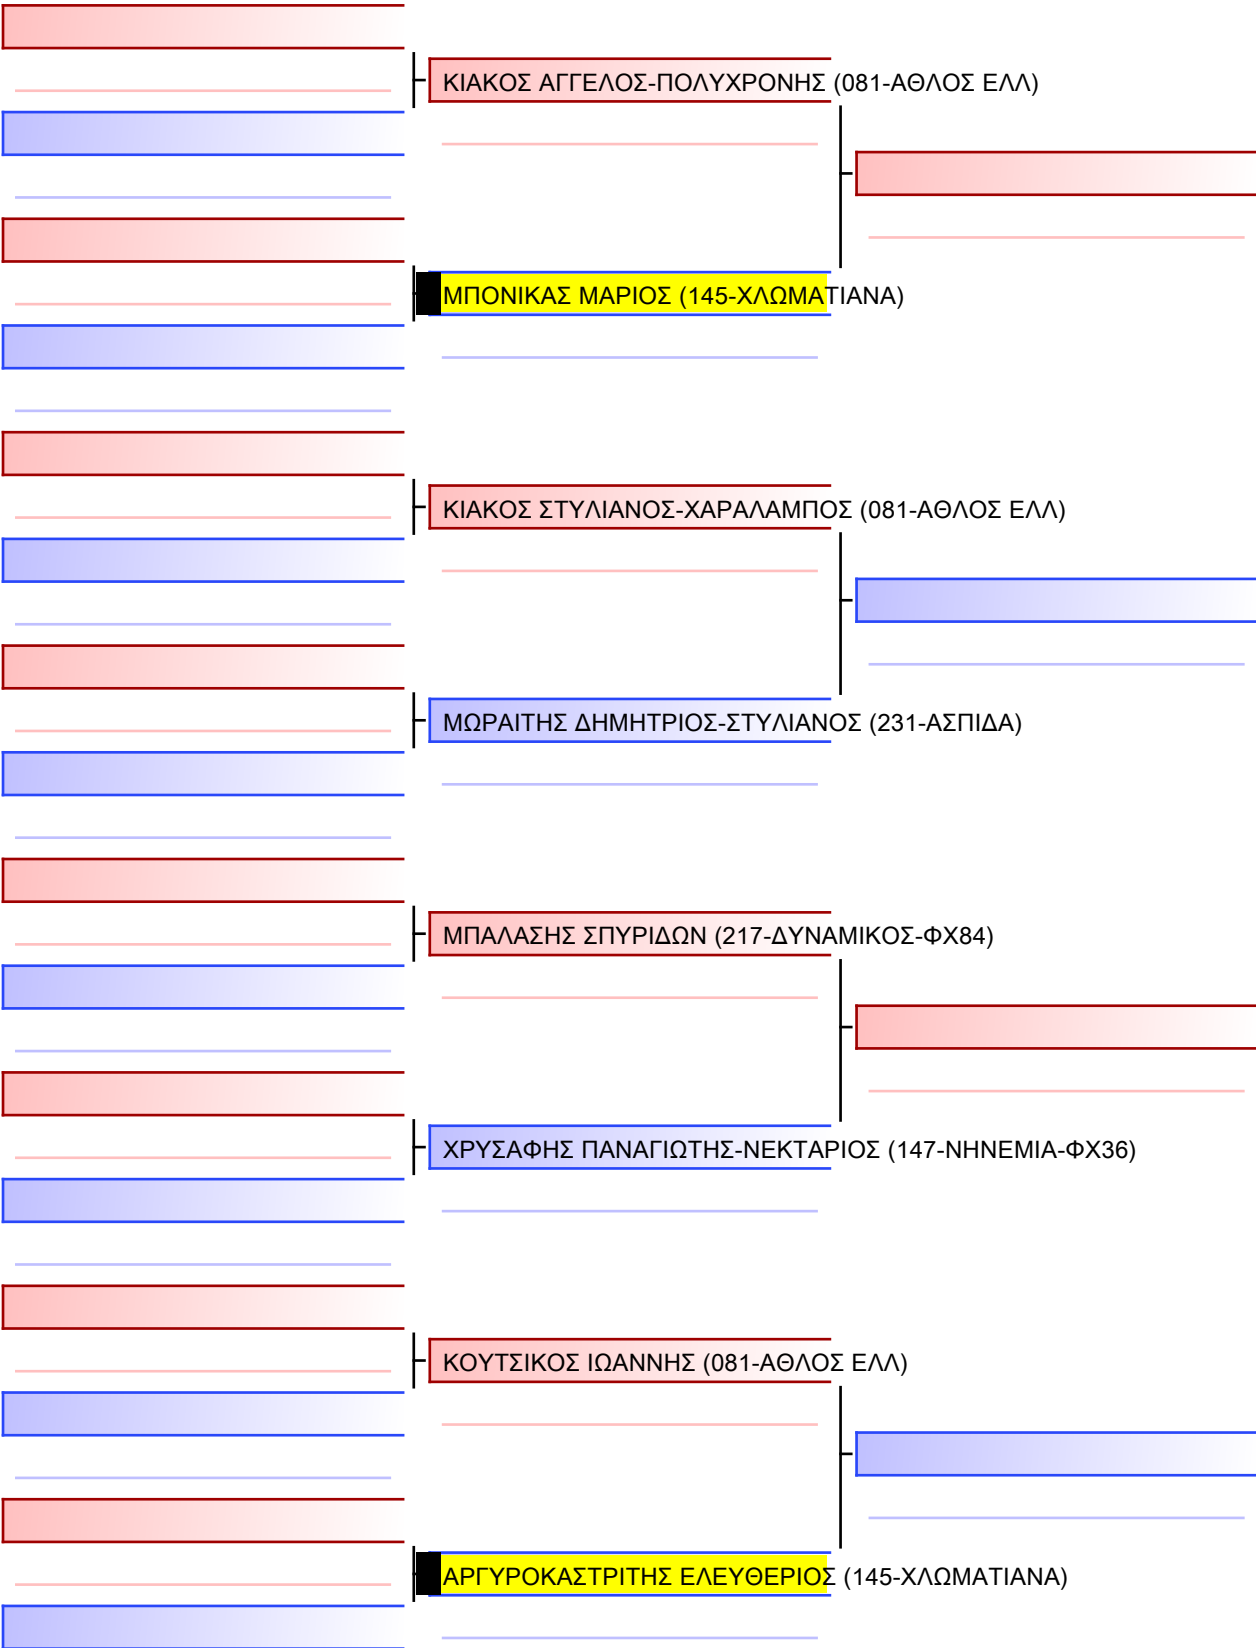 ΚΙΑΚΟΣ ΑΓΓΕΛΟΣ-ΠΟΛΥΧΡΟΝΗΣ (081-ΑΘΛΟΣ ΕΛΛ)
ΜΠΟΝΙΚΑΣ ΜΑΡΙΟΣ (145-ΧΛΩΜΑΤΙΑΝΑ)
ΚΙΑΚΟΣ ΣΤΥΛΙΑΝΟΣ-ΧΑΡΑΛΑΜΠΟΣ (081-ΑΘΛΟΣ ΕΛΛ)
ΜΩΡΑΙΤΗΣ ΔΗΜΗΤΡΙΟΣ-ΣΤΥΛΙΑΝΟΣ (231-ΑΣΠΙΔΑ)
ΜΠΑΛΑΣΗΣ ΣΠΥΡΙΔΩΝ (217-ΔΥΝΑΜΙΚΟΣ-ΦΧ84)
ΧΡΥΣΑΦΗΣ ΠΑΝΑΓΙΩΤΗΣ-ΝΕΚΤΑΡΙΟΣ (147-ΝΗΝΕΜΙΑ-ΦΧ36)
ΚΟΥΤΣΙΚΟΣ ΙΩΑΝΝΗΣ (081-ΑΘΛΟΣ ΕΛΛ)
ΑΡΓΥΡΟΚΑΣΤΡΙΤΗΣ ΕΛΕΥΘΕΡΙΟΣ (145-ΧΛΩΜΑΤΙΑΝΑ)